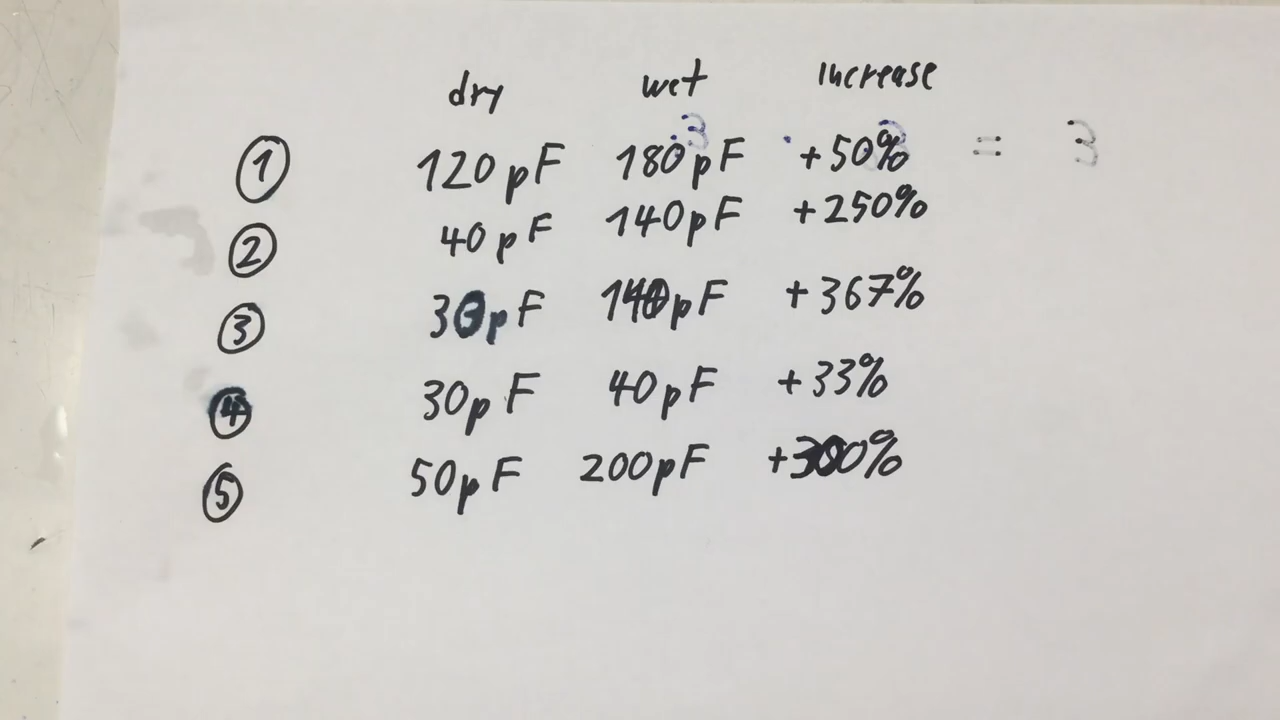 dry wet increase
① 120pF 180pF +50%
② 40pF 140pF +250%
③ 30pF 140pF +367%
④ 30pF 40pF +33%
⑤ 50pF 200pF +300%